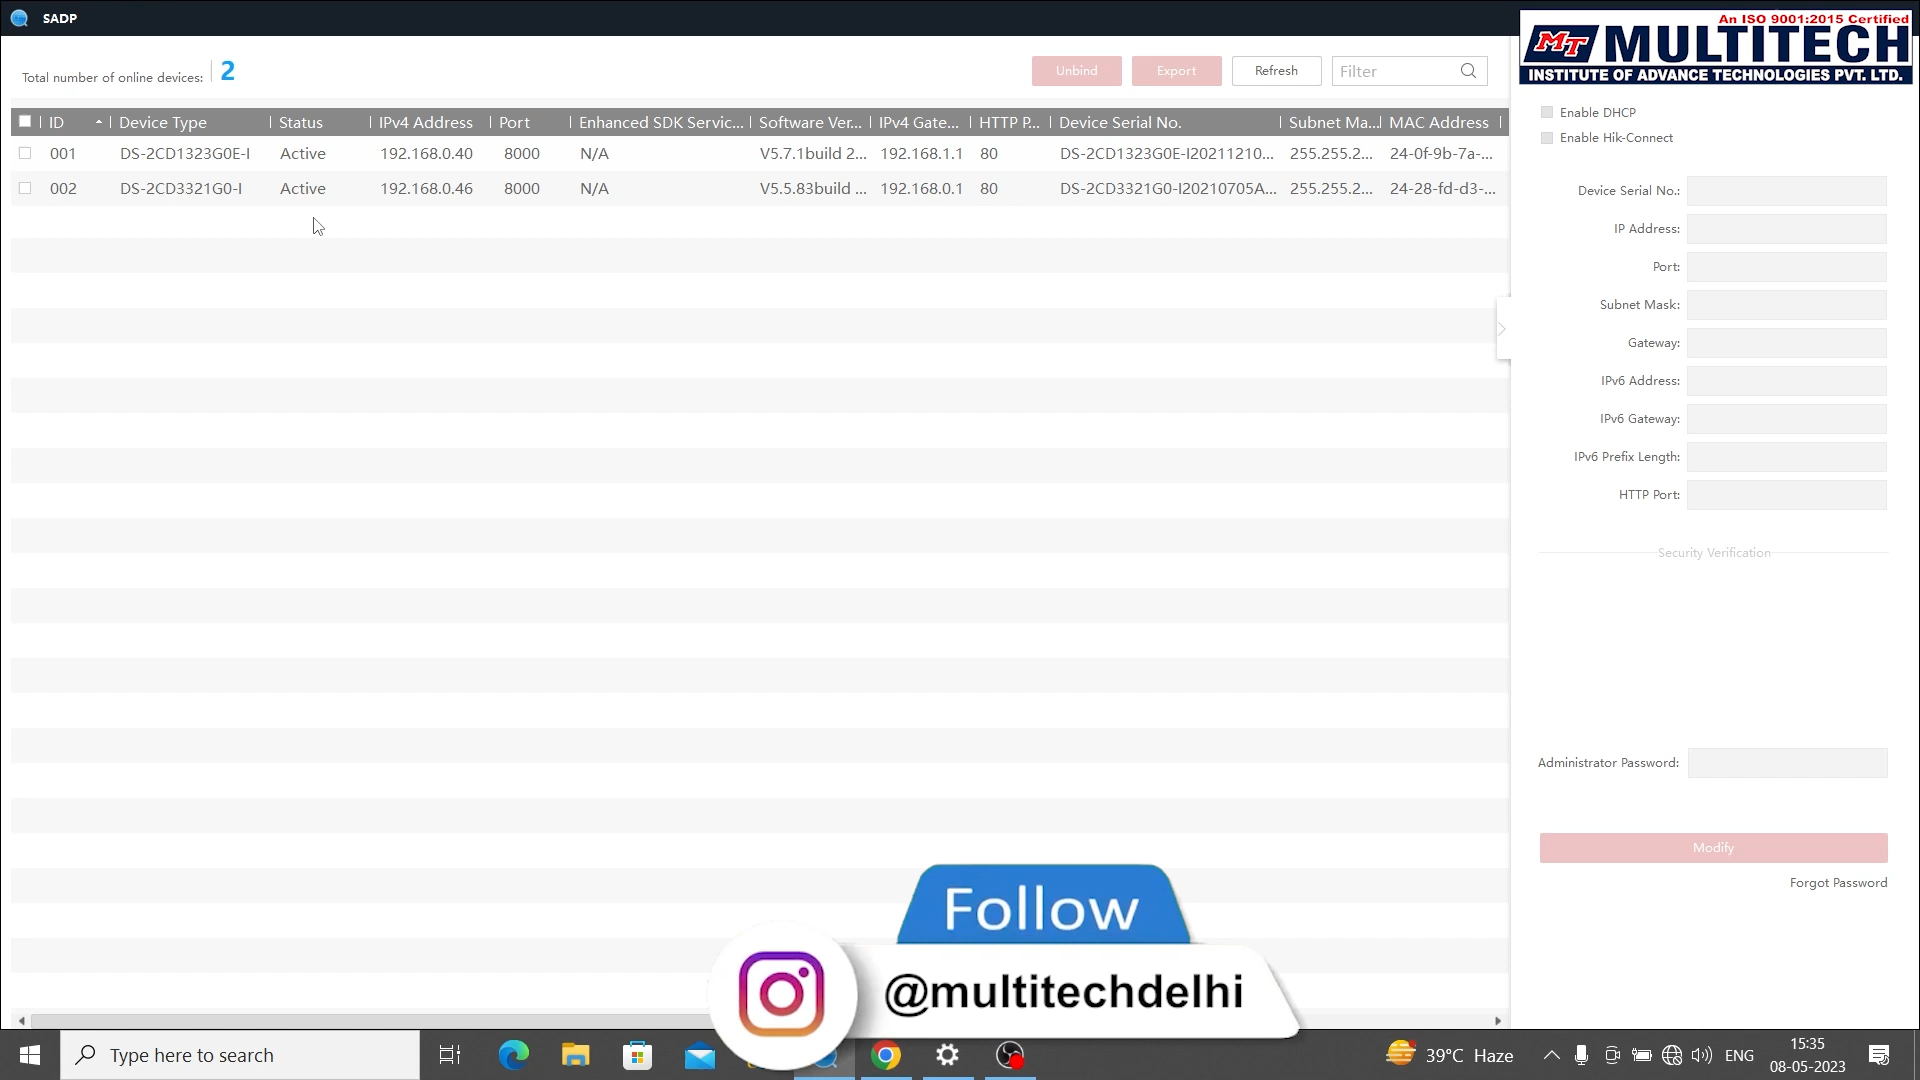 SADP
An ISO 9001:2015 Certified
MT MULTITECH
INSTITUTE OF ADVANCE TECHNOLOGIES PVT. LTD.
Total number of online devices: 2
Unbind Export Refresh Filter
ID Device Type Status IPv4 Address Port Enhanced SDK Servic... Software Ver... IPv4 Gate... HTTP P... Device Serial No. Subnet Ma... MAC Address
001 DS-2CD1323G0E-I Active 192.168.0.40 8000 N/A V5.7.1build 2... 192.168.1.1 80 DS-2CD1323G0E-I20211210... 255.255.2... 24-0f-9b-7a-...
002 DS-2CD3321G0-I Active 192.168.0.46 8000 N/A V5.5.83build ... 192.168.0.1 80 DS-2CD3321G0-I20210705A... 255.255.2... 24-28-fd-d3-...
Enable DHCP
Enable Hik-Connect
Device Serial No.:
IP Address:
Port:
Subnet Mask:
Gateway:
IPv6 Address:
IPv6 Gateway:
IPv6 Prefix Length:
HTTP Port:
Security Verification
Administrator Password:
Modify
Forgot Password
Follow
@multitechdelhi
Type here to search
39°C Haze
ENG
15:35
08-05-2023